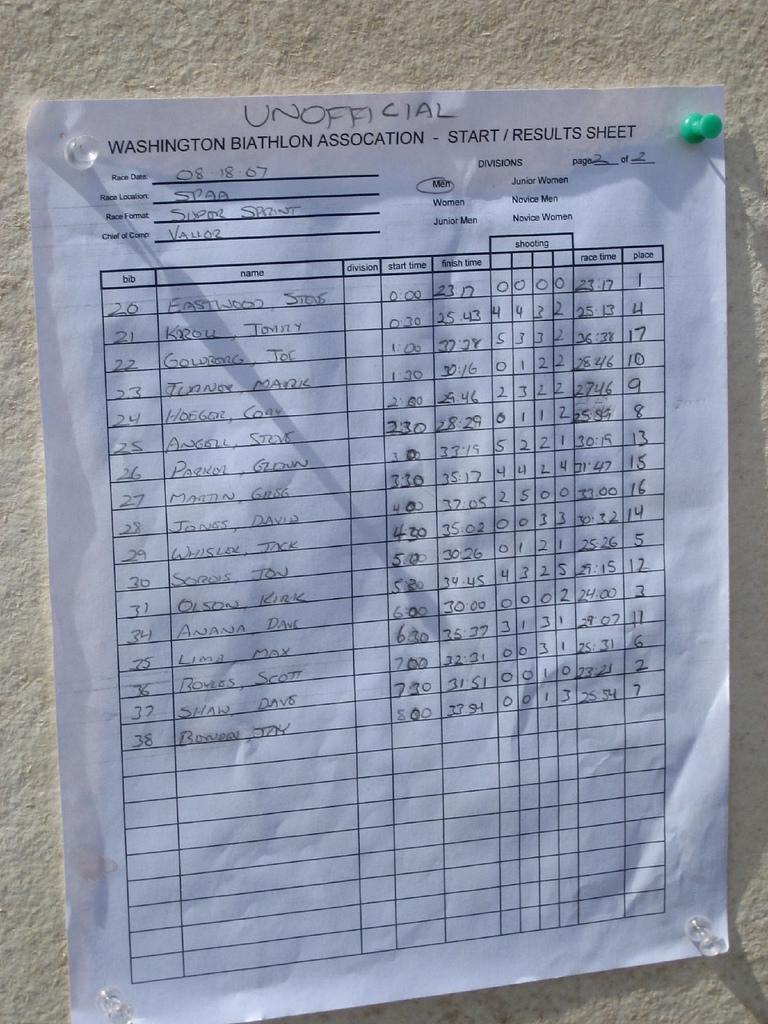 UNOFFICIAL
WASHINGTON BIATHLON ASSOCATION - START / RESULTS SHEET
Race Date: 08·18·07 DIVISIONS page 2 of 2
Race Location: SPAA Men Junior Women
Race Format: SUPER SPRINT Women Novice Men
Chief of Comp: VALLOR Junior Men Novice Women
shooting
bib name division start time finish time race time place
20 EASTWOOD, STEVE 0:00 23:17 0 0 0 0 23:17 1
21 KROLL, TOMMY 0:30 25:43 4 4 3 2 25:13 4
22 GOLDBERG, JOE 1:00 37:28 5 3 3 2 36:38 17
23 TURNER, MARK 1:30 30:16 0 1 2 2 28:46 10
24 HOEGER, CORY 2:00 29:46 2 3 2 2 27:46 9
25 ANGELL, STEVE 2:30 28:29 0 1 1 2 25:59 8
26 PARKER, GLENN 3:00 33:19 5 2 2 1 30:19 13
27 MARTIN, GREG 3:30 35:17 4 4 2 4 31:47 15
28 JONES, DAVID 4:00 37:05 2 5 0 0 33:00 16
29 WHISLER, JACK 4:30 35:02 0 0 3 3 30:32 14
30 JON 5:00 30:26 0 1 2 1 25:26 5
31 OLSON, KIRK 5:30 34:45 4 3 2 5 29:15 12
34 ANANA DAVE 6:00 30:00 0 0 0 2 24:00 3
35 LIMB MAX 6:30 35:37 3 1 3 1 29:07 11
36 SCOTT 7:00 32:31 0 0 3 1 25:31 6
37 SHAW, DAVE 7:30 31:51 0 0 1 0 23:21 2
38 BOWEN, JAY 8:00 33:54 0 0 1 3 25:54 7